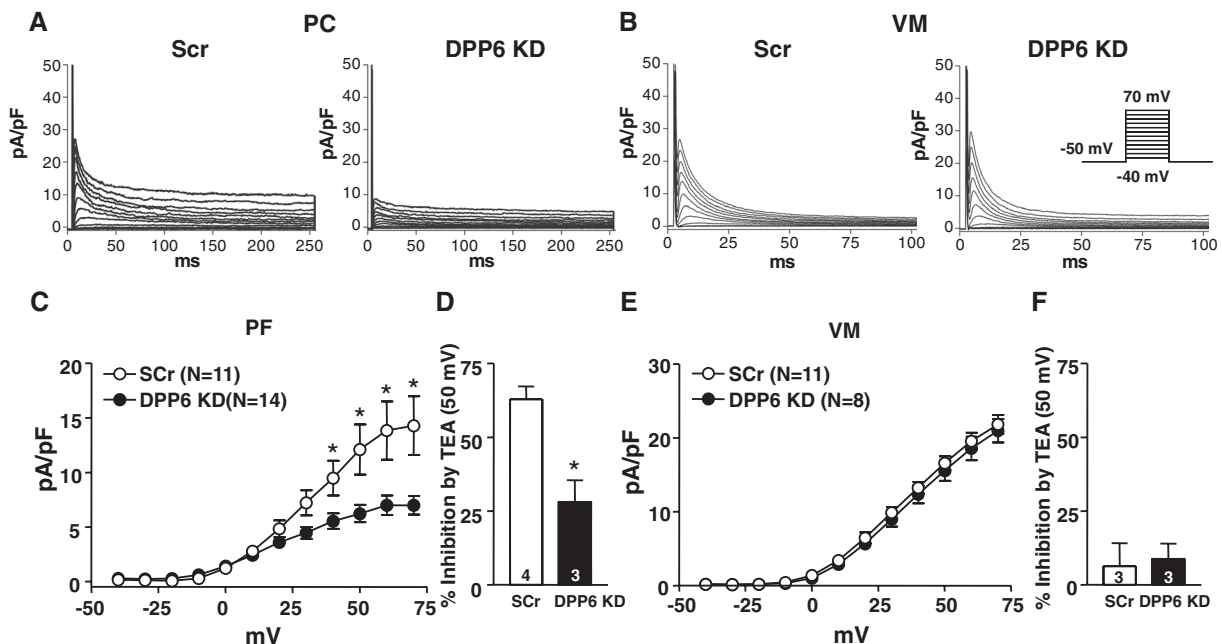 A
PC
B
VM
Scr
DPP6 KD
Scr
DPP6 KD
50
40
30
20
10
0
pA/pF
0
50
100
150
200
250
ms
50
40
30
20
10
0
pA/pF
0
50
100
150
200
250
ms
50
40
30
20
10
0
pA/pF
0
25
50
75
100
ms
50
40
30
20
10
0
pA/pF
0
25
50
75
100
ms
70 mV
-50 mV
-40 mV
C
PF
20
15
10
5
0
pA/pF
SCr (N=11)
DPP6 KD(N=14)
* * * *
-50
-25
0
25
50
75
mV
D
% Inhibition by TEA (50 mV)
75
50
25
0
*
4
3
SCr
DPP6 KD
E
VM
30
20
10
0
pA/pF
SCr (N=11)
DPP6 KD (N=8)
-50
-25
0
25
50
75
mV
F
% Inhibition by TEA (50 mV)
75
50
25
0
3
3
SCr
DPP6 KD